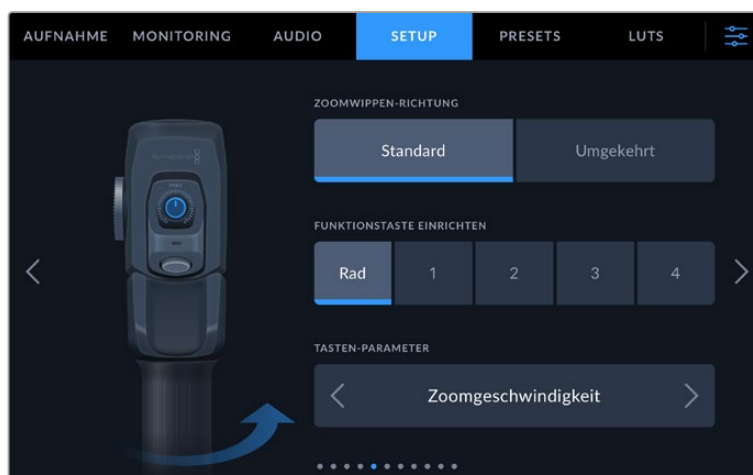 AUFNAHME MONITORING AUDIO SETUP PRESETS LUTS
ZOOMWIPPEN-RICHTUNG
Standard Umgekehrt
FUNKTIONSTASTE EINRICHTEN
Rad 1 2 3 4
TASTEN-PARAMETER
Zoomgeschwindigkeit